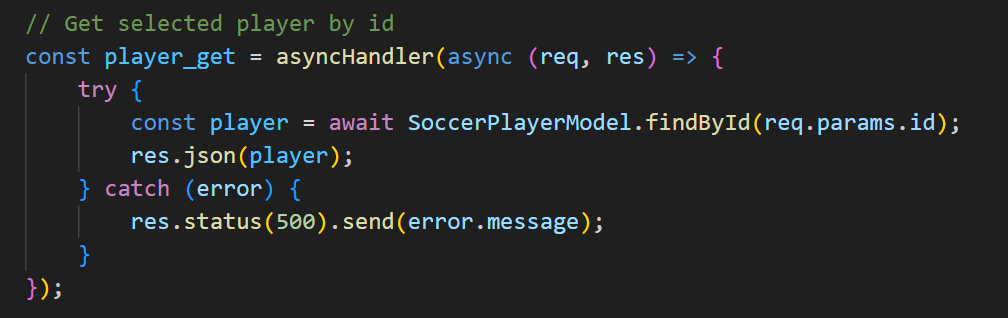 // Get selected player by id
const player_get = asyncHandler(async (req, res) => {
    try {
        const player = await SoccerPlayerModel.findById(req.params.id);
        res.json(player);
    } catch (error) {
        res.status(500).send(error.message);
    }
});